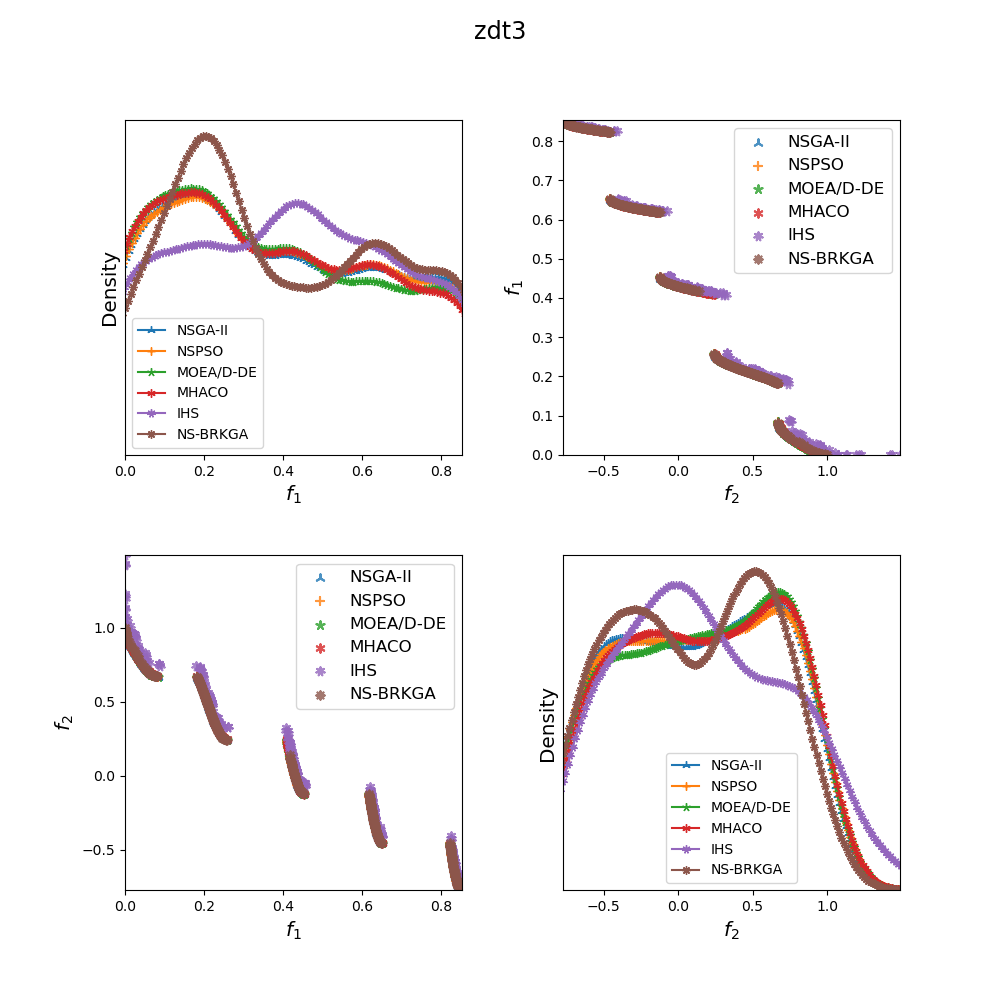 zdt3
Density
NSGA-II
NSPSO
MOEA/D-DE
MHACO
IHS
NS-BRKGA
0.0 0.2 0.4 0.6 0.8
f1
f1
0.8
0.7
0.6
0.5
0.4
0.3
0.2
0.1
0.0
NSGA-II
NSPSO
MOEA/D-DE
MHACO
IHS
NS-BRKGA
−0.5 0.0 0.5 1.0
f2
f2
1.0
0.5
0.0
−0.5
NSGA-II
NSPSO
MOEA/D-DE
MHACO
IHS
NS-BRKGA
0.0 0.2 0.4 0.6 0.8
f1
Density
NSGA-II
NSPSO
MOEA/D-DE
MHACO
IHS
NS-BRKGA
−0.5 0.0 0.5 1.0
f2